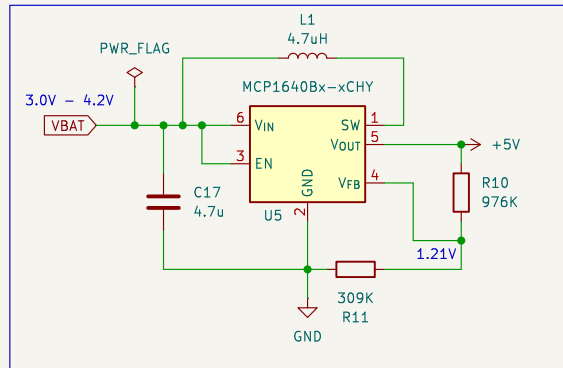 L1
4.7uH
PWR_FLAG
MCP1640Bx-xCHY
3.0V - 4.2V
VBAT
6
VIN
SW
1
VOUT
5
+5V
3
EN
VFB
4
GND
2
U5
C17
4.7u
R10
976K
1.21V
309K
R11
GND